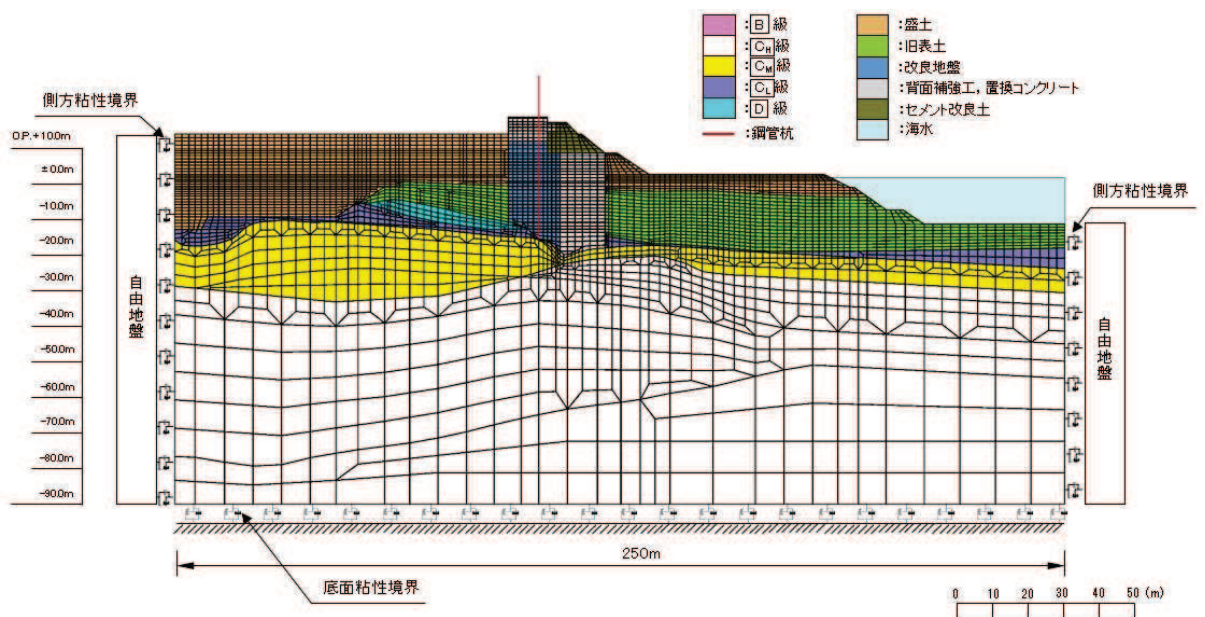 :B 級
:CH級
:CM級
:CL級
:D 級
:鋼管杭
:盛土
:旧表土
:改良地盤
:背面補強工，置換コンクリート
:セメント改良土
:海水
側方粘性境界
O.P.+10.0m
±0.0m
-10.0m
-20.0m
-30.0m
-40.0m
-50.0m
-60.0m
-70.0m
-80.0m
-90.0m
自由地盤
側方粘性境界
自由地盤
250m
底面粘性境界
0 10 20 30 40 50 (m)